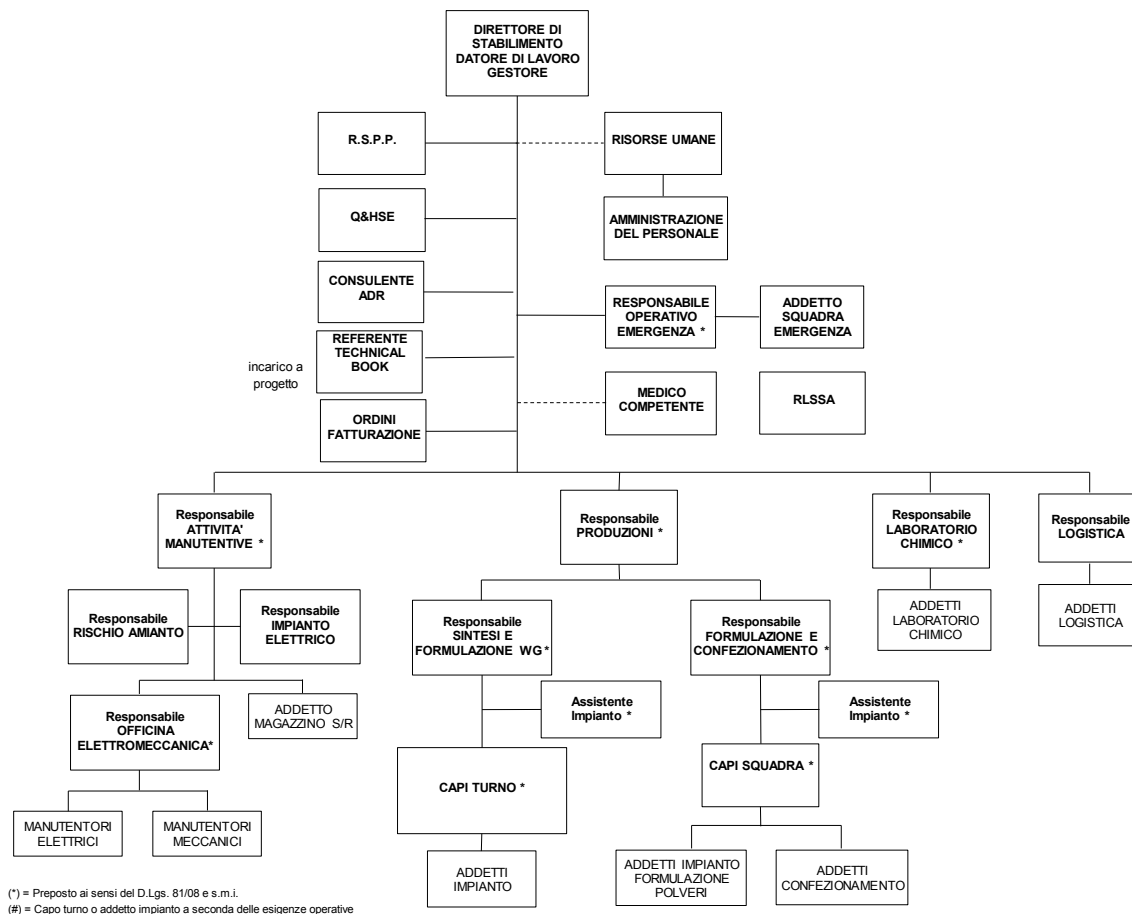 DIRETTORE DI
STABILIMENTO
DATORE DI LAVORO
GESTORE
R.S.P.P.
RISORSE UMANE
Q&HSE
AMMINISTRAZIONE
DEL PERSONALE
CONSULENTE
ADR
RESPONSABILE
OPERATIVO
EMERGENZA *
ADDETTO
SQUADRA
EMERGENZA
incarico a
progetto
REFERENTE
TECHNICAL
BOOK
MEDICO
COMPETENTE
RLSSA
ORDINI
FATTURAZIONE
Responsabile
ATTIVITA'
MANUTENTIVE *
Responsabile
PRODUZIONI *
Responsabile
LABORATORIO
CHIMICO *
Responsabile
LOGISTICA
Responsabile
RISCHIO AMIANTO
Responsabile
IMPIANTO
ELETTRICO
Responsabile
SINTESI E
FORMULAZIONE WG *
Responsabile
FORMULAZIONE E
CONFEZIONAMENTO *
ADDETTI
LABORATORIO
CHIMICO
ADDETTI
LOGISTICA
Responsabile
OFFICINA
ELETTROMECCANICA*
ADDETTO
MAGAZZINO S/R
Assistente
Impianto *
Assistente
Impianto *
CAPI TURNO *
CAPI SQUADRA *
MANUTENTORI
ELETTRICI
MANUTENTORI
MECCANICI
ADDETTI
IMPIANTO
ADDETTI IMPIANTO
FORMULAZIONE
POLVERI
ADDETTI
CONFEZIONAMENTO
(*) = Preposto ai sensi del D.Lgs. 81/08 e s.m.i.
(#) = Capo turno o addetto impianto a seconda delle esigenze operative